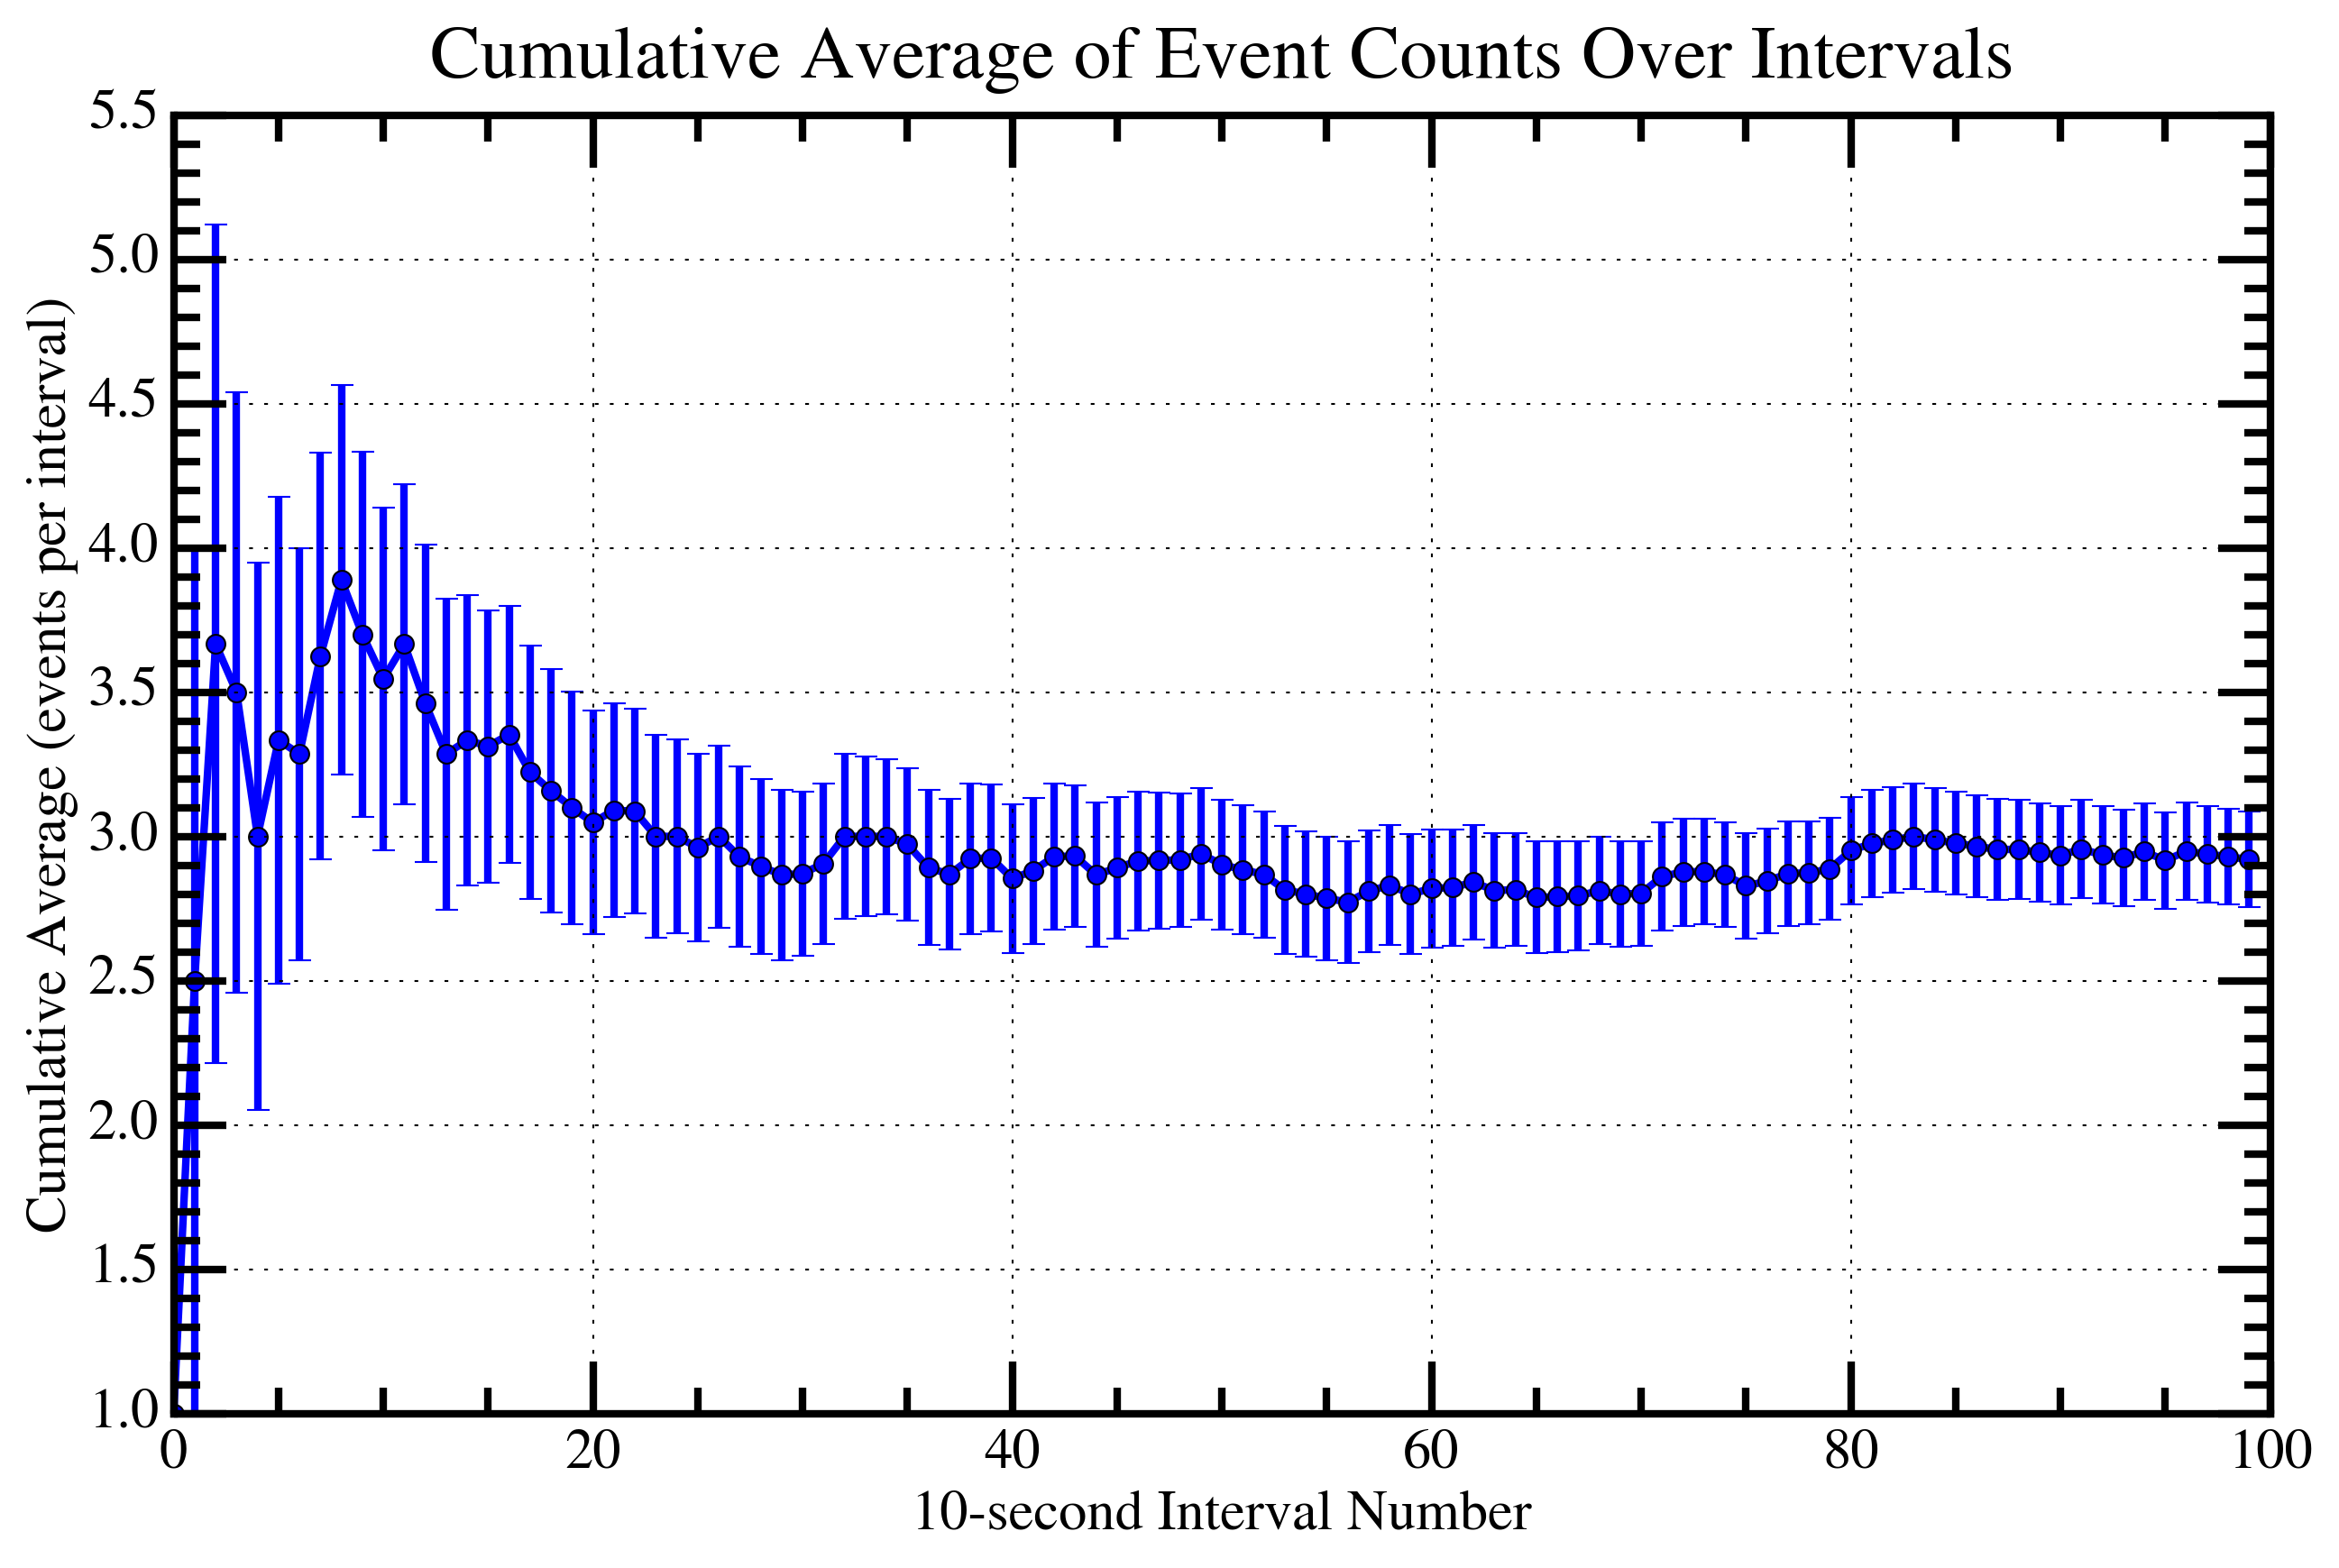 Cumulative Average of Event Counts Over Intervals
5.5
5.0
4.5
4.0
3.5
3.0
2.5
2.0
1.5
1.0
Cumulative Average (events per interval)
0 20 40 60 80 100
10-second Interval Number